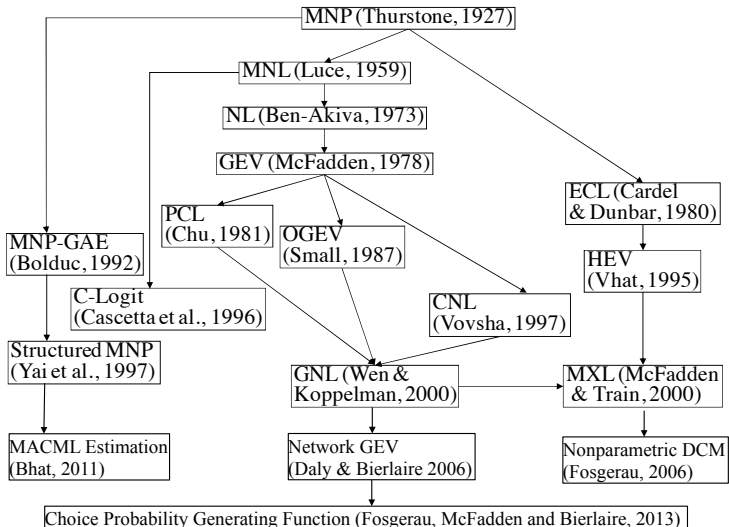 MNP (Thurstone, 1927)
MNL (Luce, 1959)
NL (Ben-Akiva, 1973)
GEV (McFadden, 1978)
ECL (Cardel
& Dunbar, 1980)
PCL
(Chu, 1981)
OGEV
(Small, 1987)
MNP-GAE
(Bolduc, 1992)
HEV
(Vhat, 1995)
C-Logit
(Cascetta et al., 1996)
CNL
(Vovsha, 1997)
Structured MNP
(Yai et al., 1997)
GNL (Wen &
Koppelman, 2000)
MXL (McFadden
& Train, 2000)
MACML Estimation
(Bhat, 2011)
Network GEV
(Daly & Bierlaire 2006)
Nonparametric DCM
(Fosgerau, 2006)
Choice Probability Generating Function (Fosgerau, McFadden and Bierlaire, 2013)